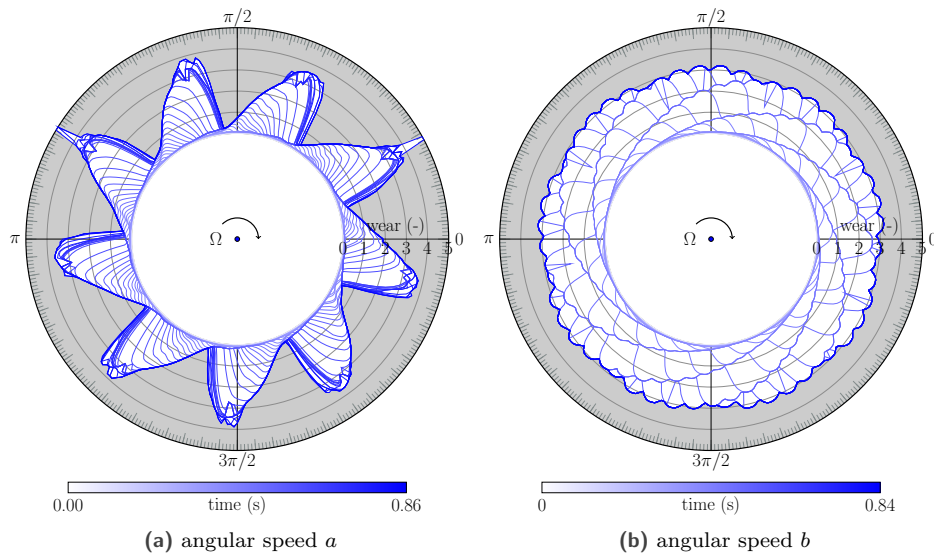 π/2
π/2
π
Ω
wear (-)
0 1 2 3 4 5
0
π
Ω
wear (-)
0 1 2 3 4 5
0
3π/2
3π/2
0.00 time (s) 0.86
0 time (s) 0.84
(a) angular speed a
(b) angular speed b